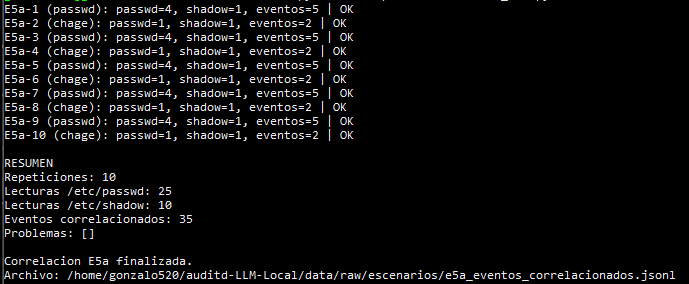 E5a-1 (passwd): passwd=4, shadow=1, eventos=5 | OK
E5a-2 (chage): passwd=1, shadow=1, eventos=2 | OK
E5a-3 (passwd): passwd=4, shadow=1, eventos=5 | OK
E5a-4 (chage): passwd=1, shadow=1, eventos=2 | OK
E5a-5 (passwd): passwd=4, shadow=1, eventos=5 | OK
E5a-6 (chage): passwd=1, shadow=1, eventos=2 | OK
E5a-7 (passwd): passwd=4, shadow=1, eventos=5 | OK
E5a-8 (chage): passwd=1, shadow=1, eventos=2 | OK
E5a-9 (passwd): passwd=4, shadow=1, eventos=5 | OK
E5a-10 (chage): passwd=1, shadow=1, eventos=2 | OK
RESUMEN
Repeticiones: 10
Lecturas /etc/passwd: 25
Lecturas /etc/shadow: 10
Eventos correlacionados: 35
Problemas: []
Correlacion E5a finalizada.
Archivo: /home/gonzalo520/auditd-LLM-Local/data/raw/escenarios/e5a_eventos_correlacionados.jsonl